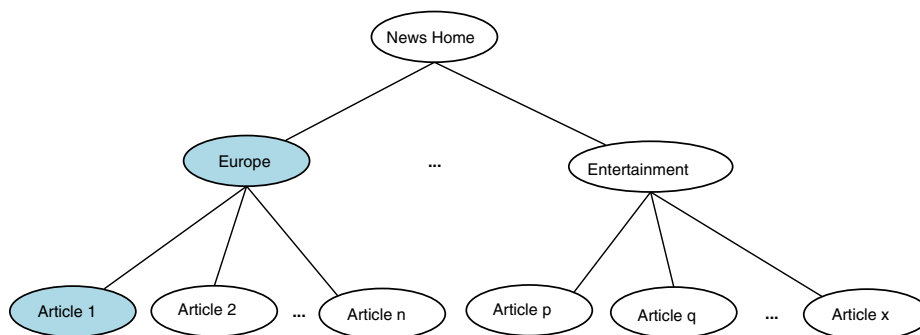 News Home
Europe
...
Entertainment
Article 1
Article 2
...
Article n
Article p
Article q
...
Article x